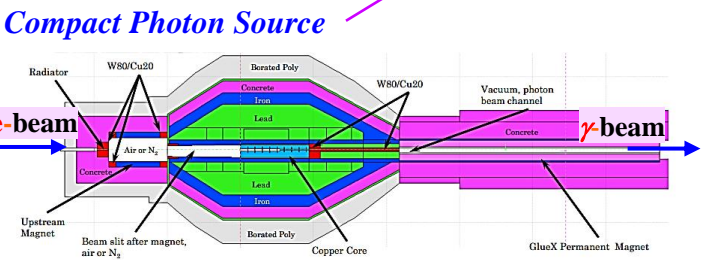 Compact Photon Source
Radiator
W80/Cu20
Borated Poly
W80/Cu20
Vacuum, photon
beam channel
Concrete
Iron
Lead
Concrete
e-beam
Air or N₂
γ-beam
Concrete
Lead
Iron
Upstream
Magnet
Borated Poly
Beam slit after magnet,
air or N₂
Copper Core
GlueX Permanent Magnet